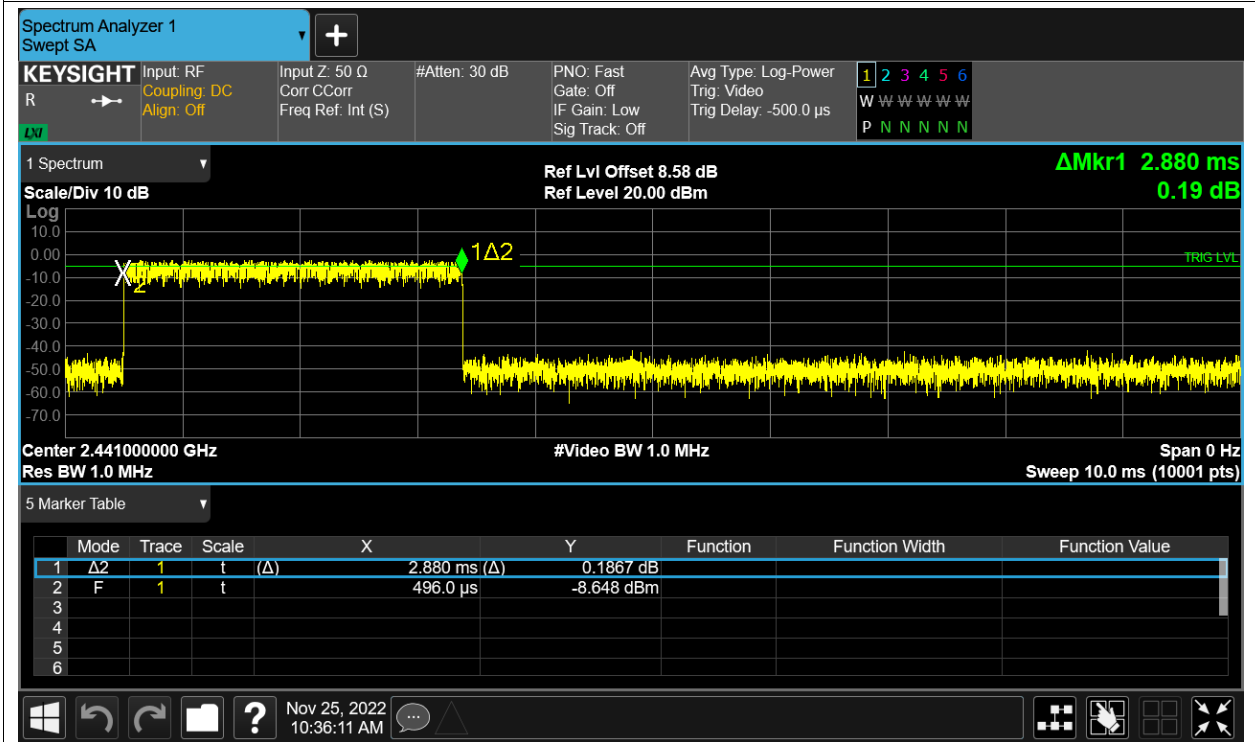 Spectrum Analyzer 1
Swept SA
KEYSIGHT Input: RF Input Z: 50 Ω #Atten: 30 dB PNO: Fast Avg Type: Log-Power 1 2 3 4 5 6
R Coupling: DC Corr CCorr Gate: Off Trig: Video W W W W W W
Align: Off Freq Ref: Int (S) IF Gain: Low Trig Delay: -500.0 µs
LXI Sig Track: Off P N N N N N
1 Spectrum Ref Lvl Offset 8.58 dB ΔMkr1 2.880 ms
Scale/Div 10 dB Ref Level 20.00 dBm 0.19 dB
Log
10.0
0.00 1Δ2 TRIG LVL
-10.0 X2
-20.0
-30.0
-40.0
-50.0
-60.0
-70.0
Center 2.441000000 GHz #Video BW 1.0 MHz Span 0 Hz
Res BW 1.0 MHz Sweep 10.0 ms (10001 pts)
5 Marker Table
Mode Trace Scale X Y Function Function Width Function Value
1 Δ2 1 t (Δ) 2.880 ms (Δ) 0.1867 dB
2 F 1 t 496.0 µs -8.648 dBm
3
4
5
6
? Nov 25, 2022
10:36:11 AM